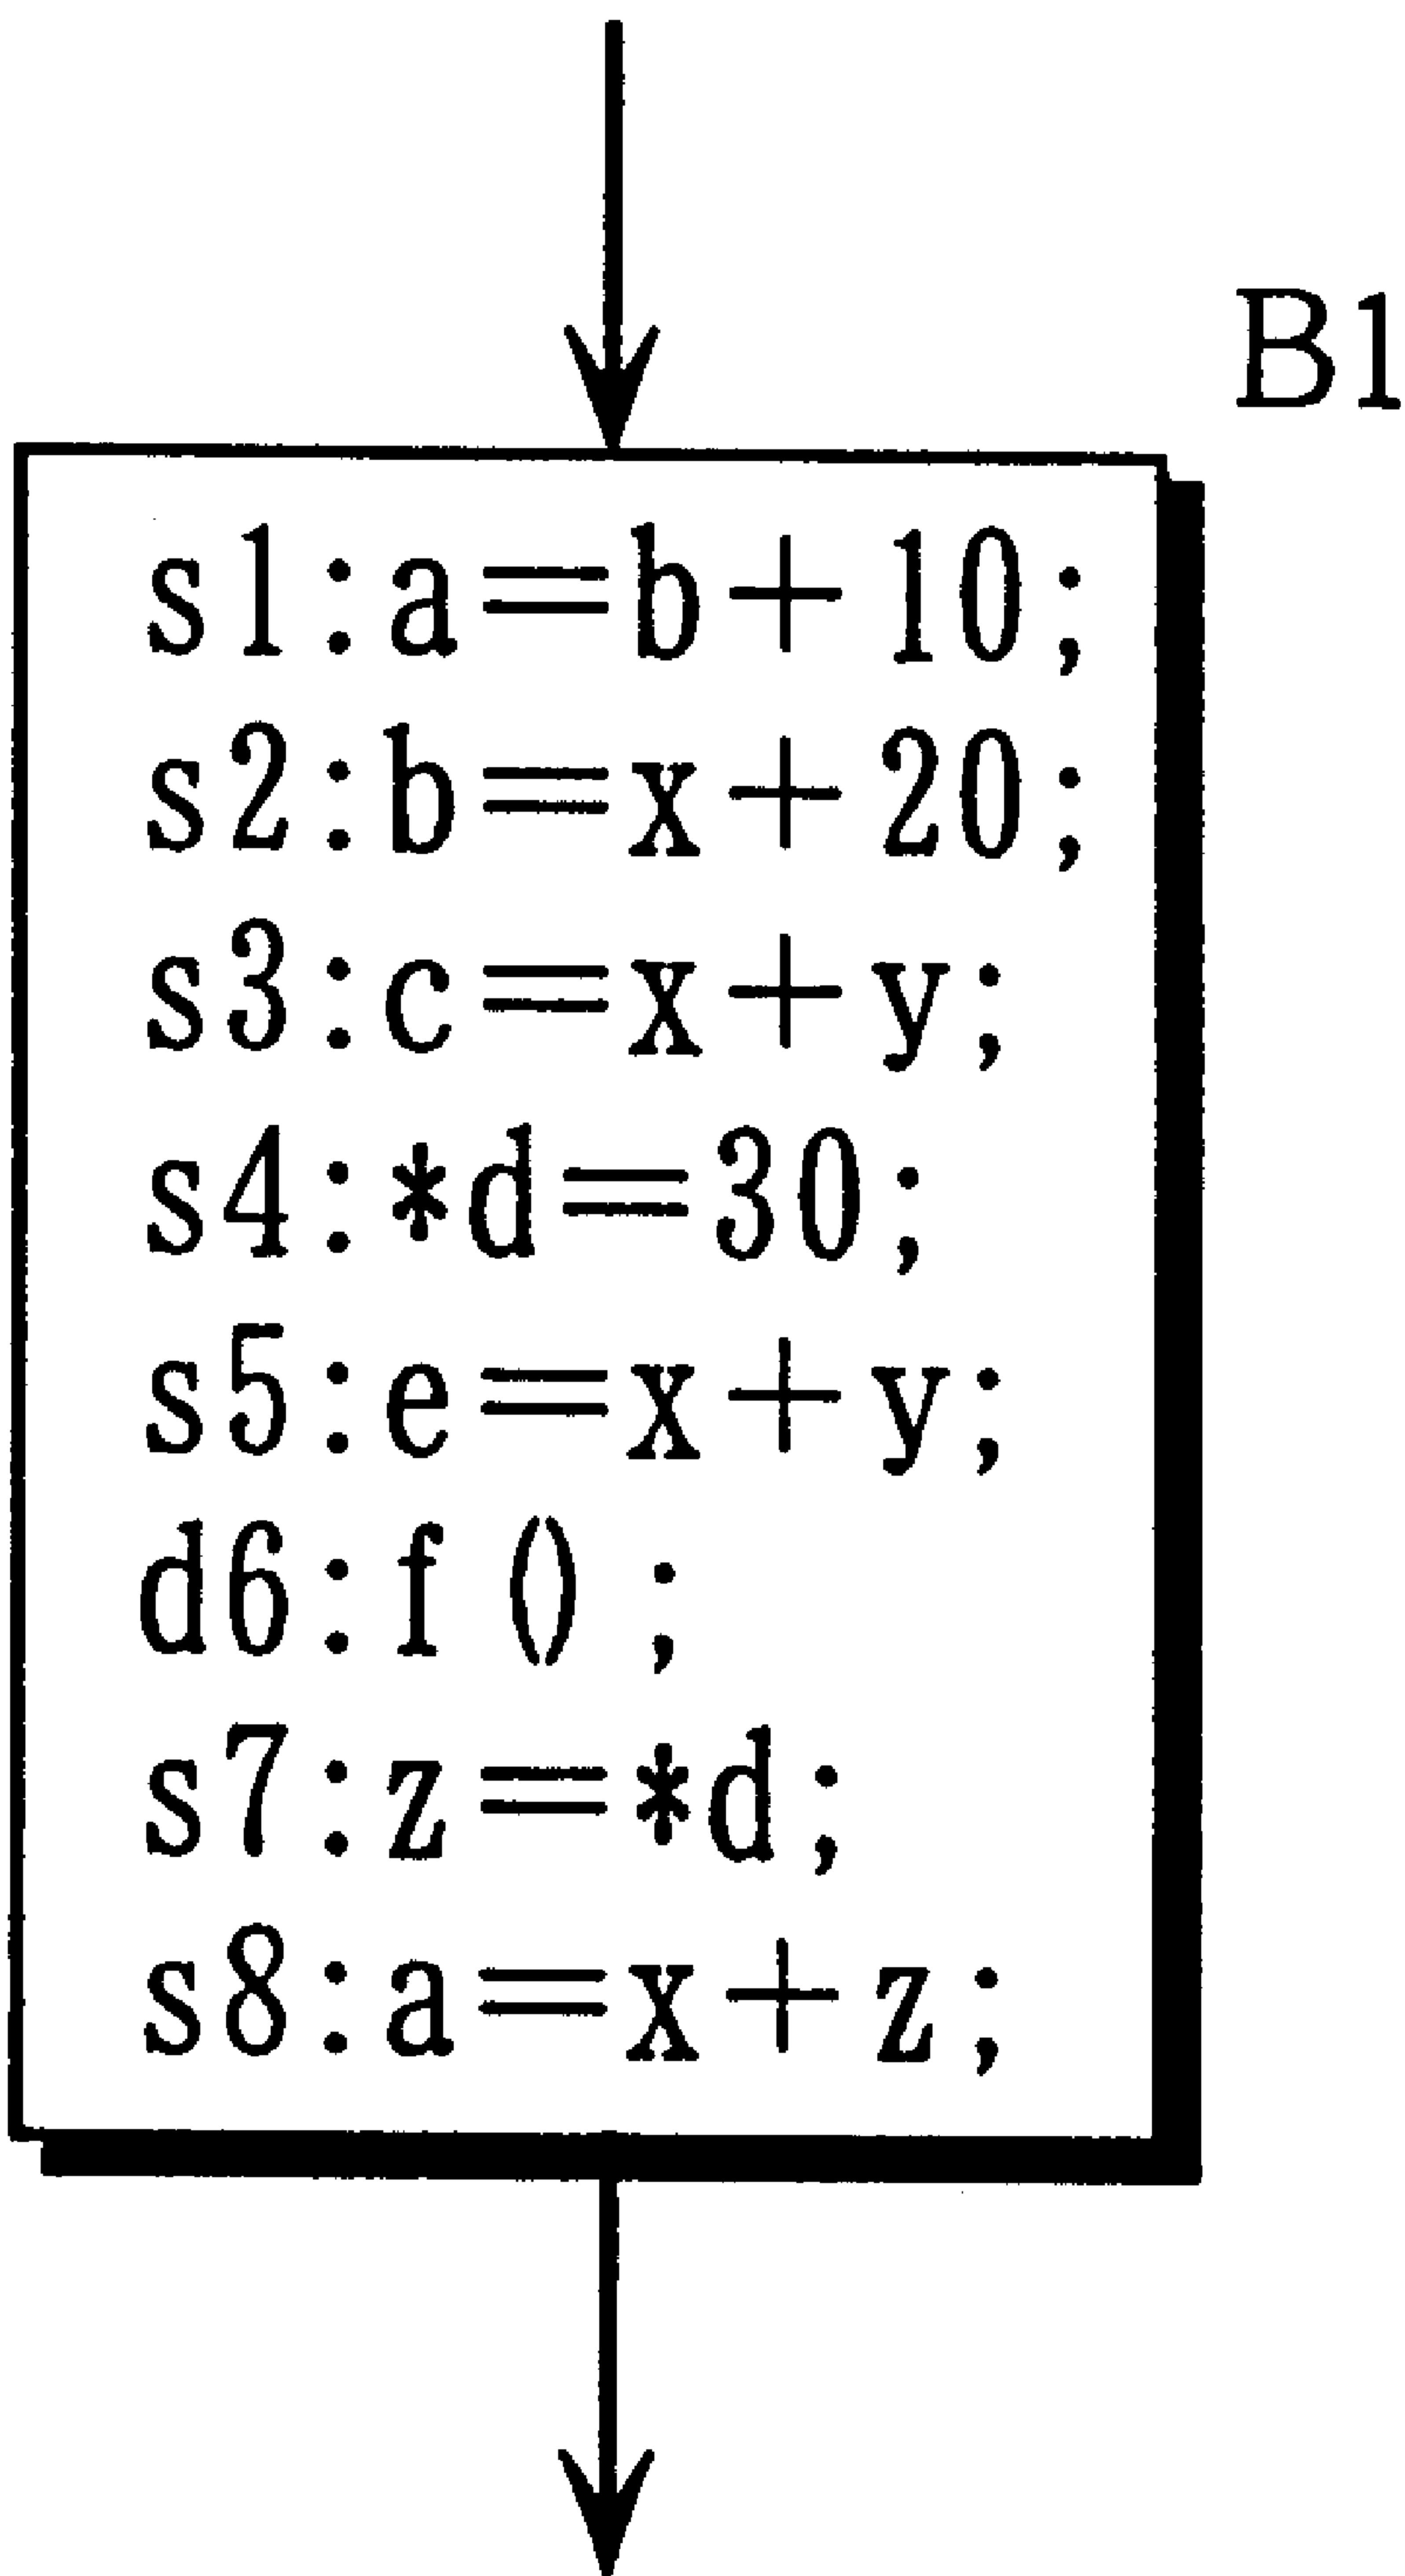 B1
s1:a=b+10;
s2:b=x+20;
s3:c=x+y;
s4:*d=30;
s5:e=x+y;
d6:f();
s7:z=*d;
s8:a=x+z;